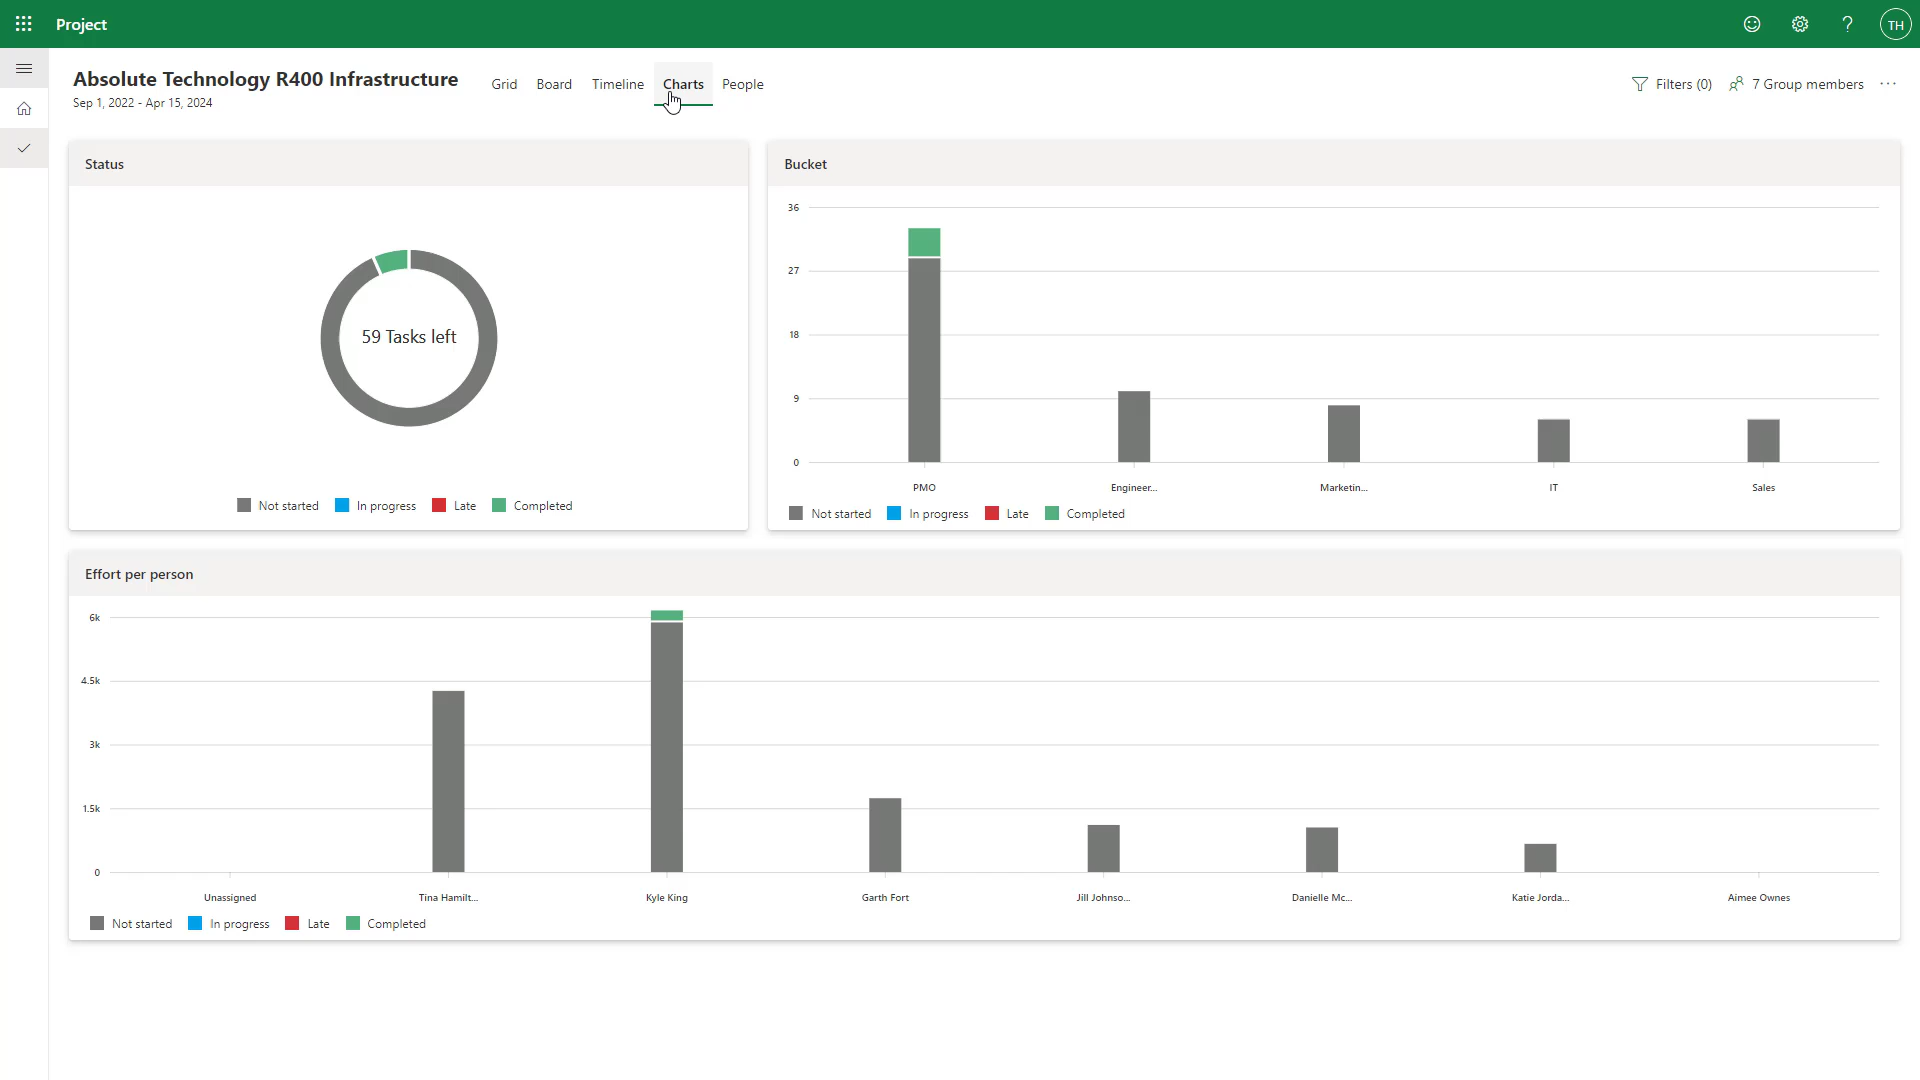 Project
TH
Absolute Technology R400 Infrastructure
Sep 1, 2022 - Apr 15, 2024
Grid
Board
Timeline
Charts
People
Filters (0)
7 Group members
Status
59 Tasks left
Not started
In progress
Late
Completed
Bucket
36
27
18
9
0
PMO
Engineer...
Marketin...
IT
Sales
Not started
In progress
Late
Completed
Effort per person
6k
4.5k
3k
1.5k
0
Unassigned
Tina Hamilt...
Kyle King
Garth Fort
Jill Johnso...
Danielle Mc...
Katie Jorda...
Aimee Ownes
Not started
In progress
Late
Completed